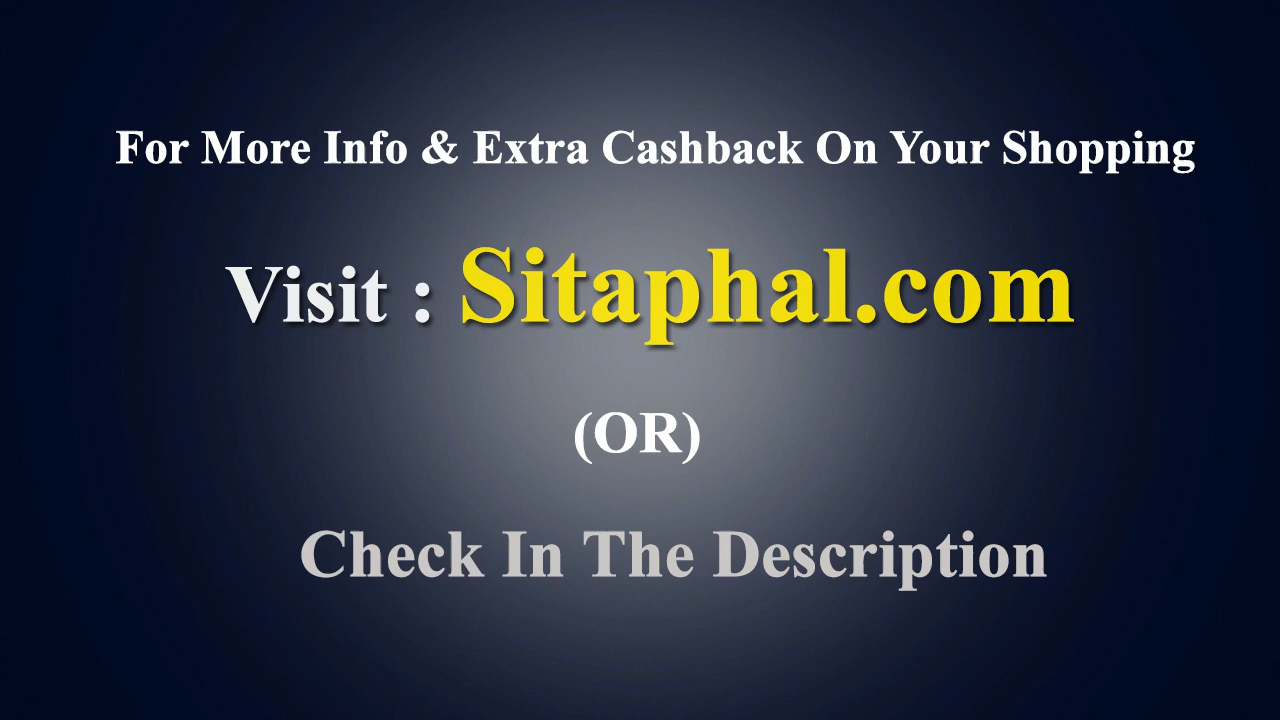 For More Info & Extra Cashback On Your Shopping
Visit : Sitaphal.com
(OR)
Check In The Description